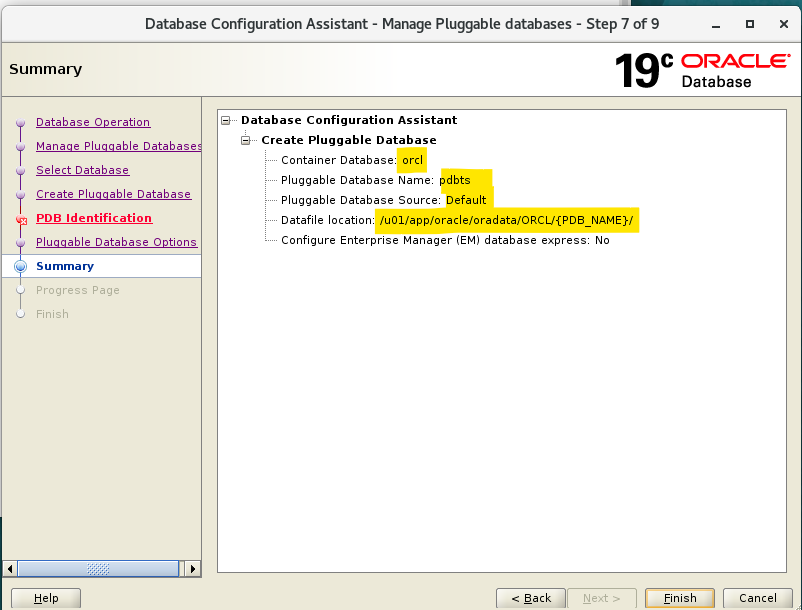 Database Configuration Assistant - Manage Pluggable databases - Step 7 of 9
Summary
19c ORACLE
Database
Database Operation
Manage Pluggable Databases
Select Database
Create Pluggable Database
PDB Identification
Pluggable Database Options
Summary
Progress Page
Finish
Database Configuration Assistant
Create Pluggable Database
Container Database: orcl
Pluggable Database Name: pdbts
Pluggable Database Source: Default
Datafile location: /u01/app/oracle/oradata/ORCL/{PDB_NAME}/
Configure Enterprise Manager (EM) database express: No
Help
< Back
Next >
Finish
Cancel